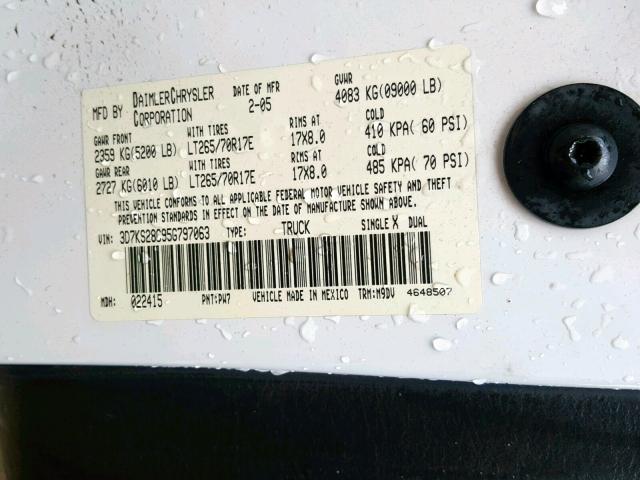 MFD BY DAIMLERCHRYSLER CORPORATION DATE OF MFR 2-05 GVWR 4083 KG(09000 LB)
GAWR FRONT WITH TIRES RIMS AT COLD
2359 KG(5200 LB) LT265/70R17E 17X8.0 410 KPA( 60 PSI)
GAWR REAR WITH TIRES RIMS AT COLD
2727 KG(6010 LB) LT265/70R17E 17X8.0 485 KPA( 70 PSI)
THIS VEHICLE CONFORMS TO ALL APPLICABLE FEDERAL MOTOR VEHICLE SAFETY AND THEFT
PREVENTION STANDARDS IN EFFECT ON THE DATE OF MANUFACTURE SHOWN ABOVE.
VIN: 3D7KS28C95G797063 TYPE: TRUCK SINGLE X DUAL
MDH: 022415 PNT:PW7 VEHICLE MADE IN MEXICO TRM:M9DV 4648507